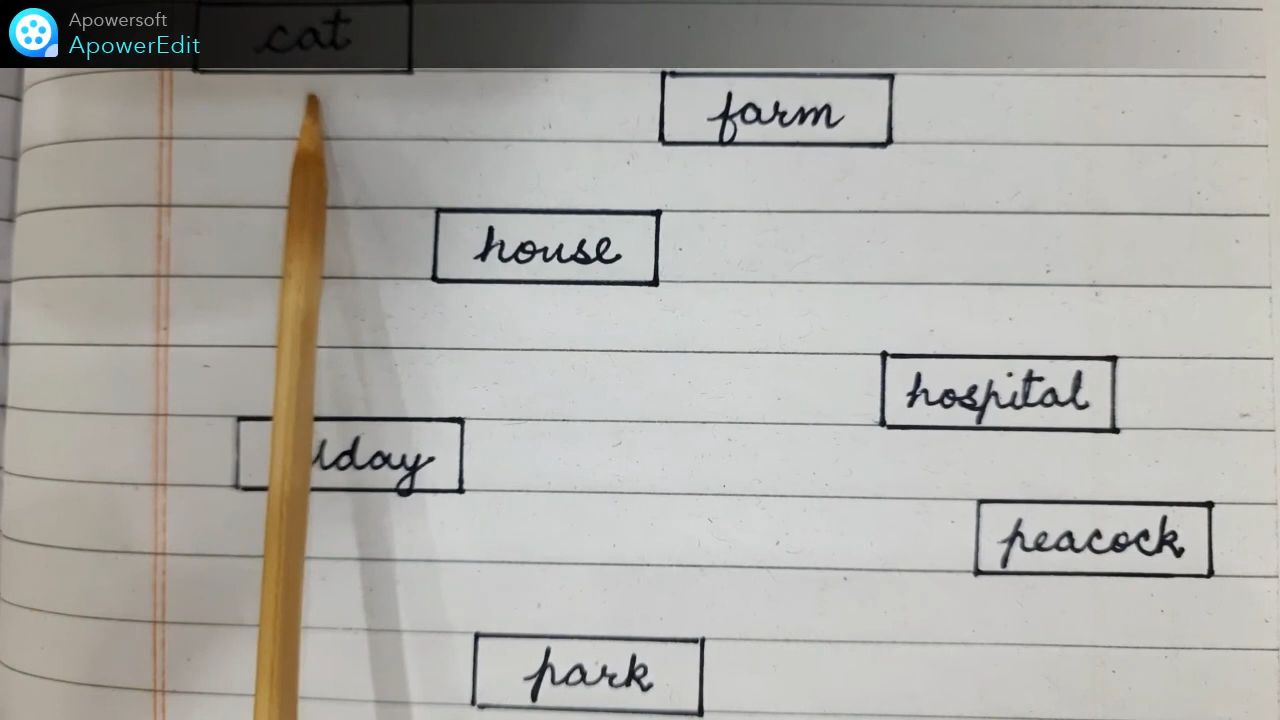 Apowersoft
ApowerEdit
cat
farm
house
hospital
peacock
park